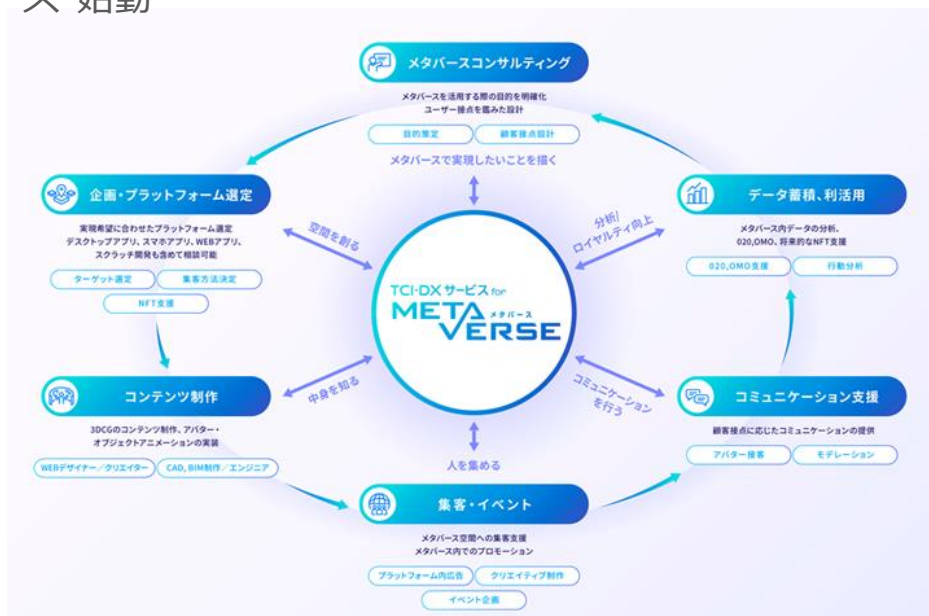 ス 始動
メタバースコンサルティング
メタバースを活用する際の目的を明確化
ユーザー接点を鑑みた設計
目的策定
顧客接点設計
メタバースで実現したいことを描く
企画・プラットフォーム選定
実現希望に合わせたプラットフォーム選定
デスクトップアプリ、スマホアプリ、WEBアプリ、
スクラッチ開発も含めて相談可能
ターゲット選定
集客方法決定
NFT支援
空間を創る
データ蓄積、利活用
メタバース内データの分析、
O2O,OMO、将来的なNFT支援
O2O,OMO支援
行動分析
分析/
ロイヤルティ向上
TCI-DX サービス for
META メタバース
VERSE
コンテンツ制作
3DCGのコンテンツ制作、アバター・
オブジェクトアニメーションの実装
WEBデザイナー／クリエイター
CAD, BIM制作／エンジニア
中身を知る
コミュニケーション支援
顧客接点に応じたコミュニケーションの提供
アバター接客
モデレーション
コミュニケーション
を行う
人を集める
集客・イベント
メタバース空間への集客支援
メタバース内でのプロモーション
プラットフォーム内広告
クリエイティブ制作
イベント企画